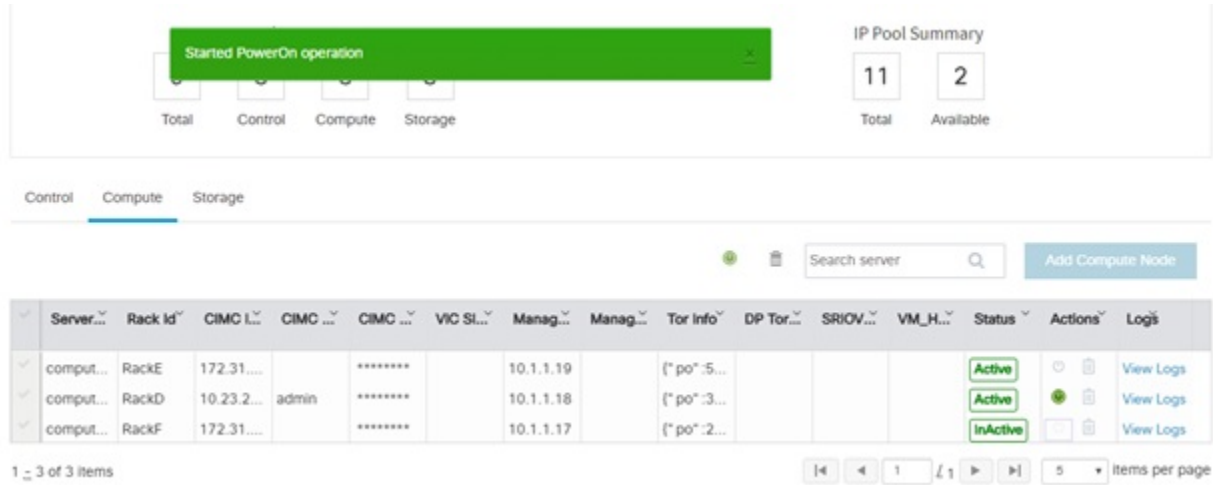 IP Pool Summary
Started PowerOn operation ×
11 2
Total Control Compute Storage Total Available
Control Compute Storage
Search server Add Compute Node
Server... Rack Id CIMC I... CIMC ... CIMC ... VIC SI... Manag... Manag... Tor Info DP Tor... SRIOV... VM_H... Status Actions Logs
comput... RackE 172.31.... ******** 10.1.1.19 {"po":5... Active View Logs
comput... RackD 10.23.2... admin ******** 10.1.1.18 {"po":3... Active View Logs
comput... RackF 172.31.... ******** 10.1.1.17 {"po":2... InActive View Logs
1 - 3 of 3 items 1 / 1 5 items per page